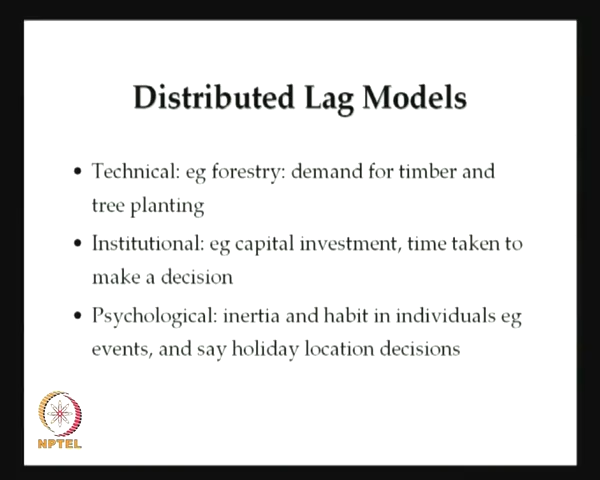 Distributed Lag Models
• Technical: eg forestry: demand for timber and
tree planting
• Institutional: eg capital investment, time taken to
make a decision
• Psychological: inertia and habit in individuals eg
events, and say holiday location decisions
NPTEL